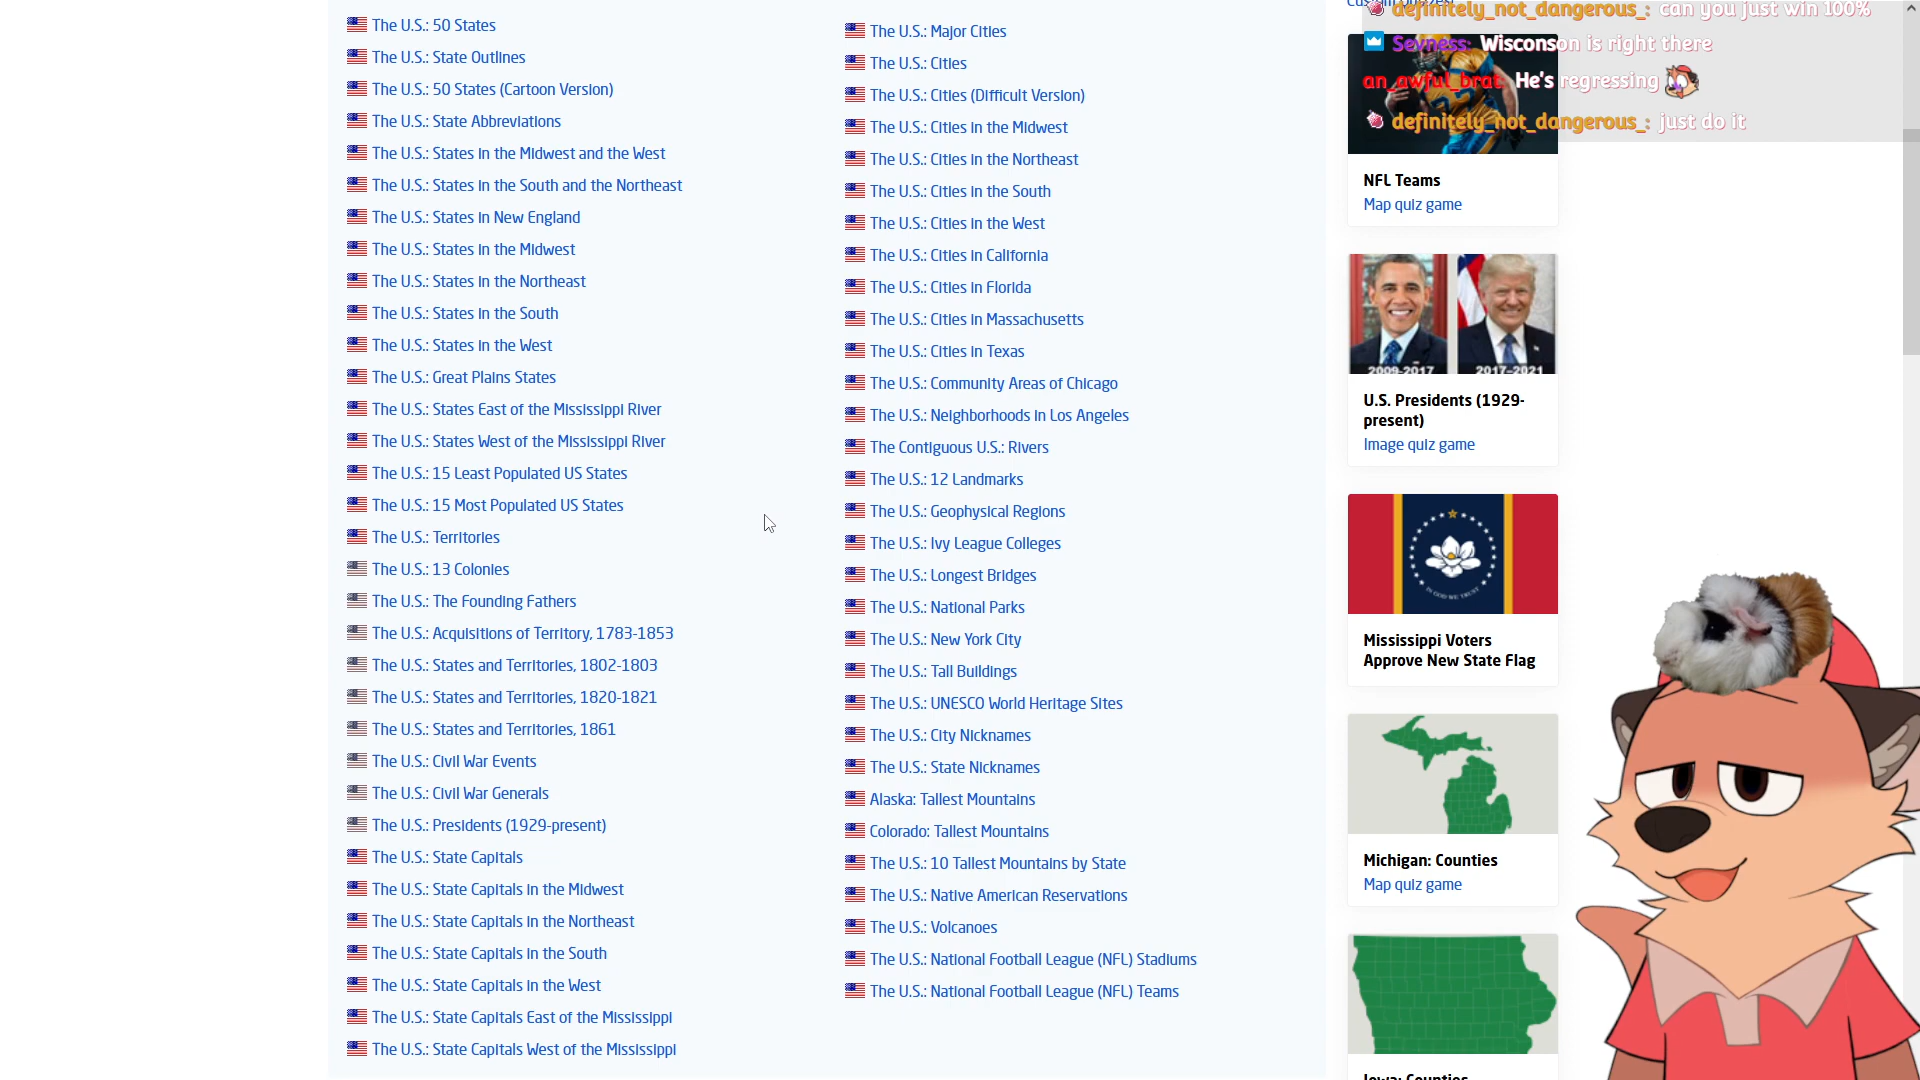 The U.S.: 50 States
The U.S.: State Outlines
The U.S.: 50 States (Cartoon Version)
The U.S.: State Abbreviations
The U.S.: States in the Midwest and the West
The U.S.: States in the South and the Northeast
The U.S.: States in New England
The U.S.: States in the Midwest
The U.S.: States in the Northeast
The U.S.: States in the South
The U.S.: States in the West
The U.S.: Great Plains States
The U.S.: States East of the Mississippi River
The U.S.: States West of the Mississippi River
The U.S.: 15 Least Populated US States
The U.S.: 15 Most Populated US States
The U.S.: Territories
The U.S.: 13 Colonies
The U.S.: The Founding Fathers
The U.S.: Acquisitions of Territory, 1783-1853
The U.S.: States and Territories, 1802-1803
The U.S.: States and Territories, 1820-1821
The U.S.: States and Territories, 1861
The U.S.: Civil War Events
The U.S.: Civil War Generals
The U.S.: Presidents (1929-present)
The U.S.: State Capitals
The U.S.: State Capitals in the Midwest
The U.S.: State Capitals in the Northeast
The U.S.: State Capitals in the South
The U.S.: State Capitals in the West
The U.S.: State Capitals East of the Mississippi
The U.S.: State Capitals West of the Mississippi
The U.S.: Major Cities
The U.S.: Cities
The U.S.: Cities (Difficult Version)
The U.S.: Cities in the Midwest
The U.S.: Cities in the Northeast
The U.S.: Cities in the South
The U.S.: Cities in the West
The U.S.: Cities in California
The U.S.: Cities in Florida
The U.S.: Cities in Massachusetts
The U.S.: Cities in Texas
The U.S.: Community Areas of Chicago
The U.S.: Neighborhoods in Los Angeles
The Contiguous U.S.: Rivers
The U.S.: 12 Landmarks
The U.S.: Geophysical Regions
The U.S.: Ivy League Colleges
The U.S.: Longest Bridges
The U.S.: National Parks
The U.S.: New York City
The U.S.: Tall Buildings
The U.S.: UNESCO World Heritage Sites
The U.S.: City Nicknames
The U.S.: State Nicknames
Alaska: Tallest Mountains
Colorado: Tallest Mountains
The U.S.: 10 Tallest Mountains by State
The U.S.: Native American Reservations
The U.S.: Volcanoes
The U.S.: National Football League (NFL) Stadiums
The U.S.: National Football League (NFL) Teams
definitely_not_dangerous_: can you just win 100%
Sevness: Wisconson is right there
an_awful_brat: He's regressing
definitely_not_dangerous_: just do it
NFL Teams
Map quiz game
2009-2017
2017-2021
U.S. Presidents (1929-
present)
Image quiz game
IN GOD WE TRUST
Mississippi Voters
Approve New State Flag
Michigan: Counties
Map quiz game
Iowa: Counties